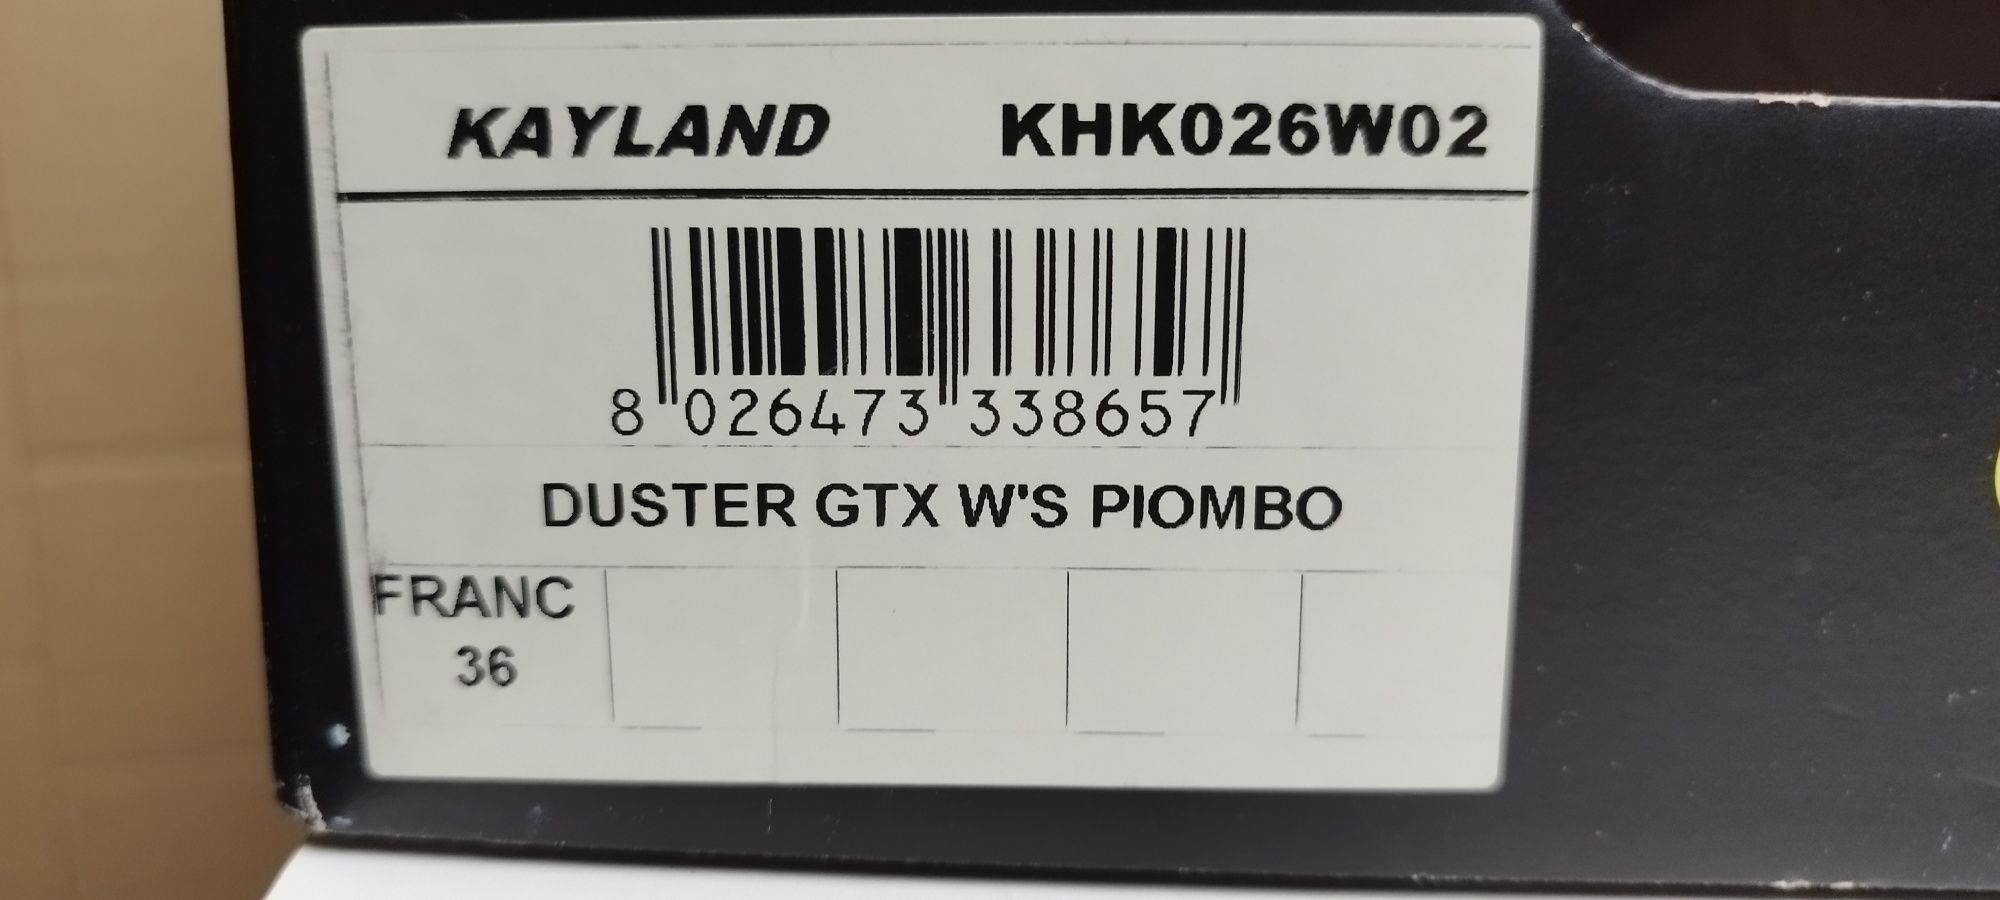 KAYLAND KHK026W02
8 026473 338657
DUSTER GTX W'S PIOMBO
FRANC
36